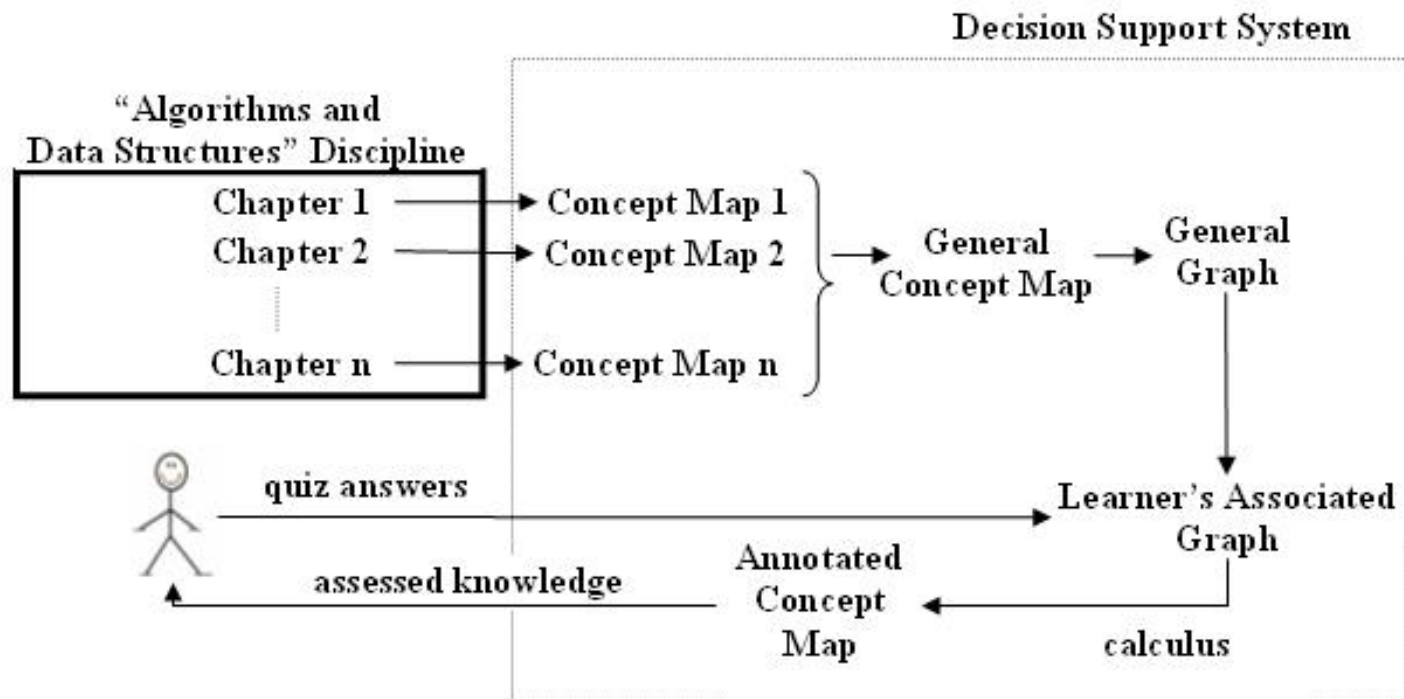 Decision Support System
“Algorithms and
Data Structures” Discipline
Chapter 1
Concept Map 1
Chapter 2
Concept Map 2
Chapter n
Concept Map n
General
Concept Map
General
Graph
quiz answers
Learner’s Associated
Graph
assessed knowledge
Annotated
Concept
Map
calculus